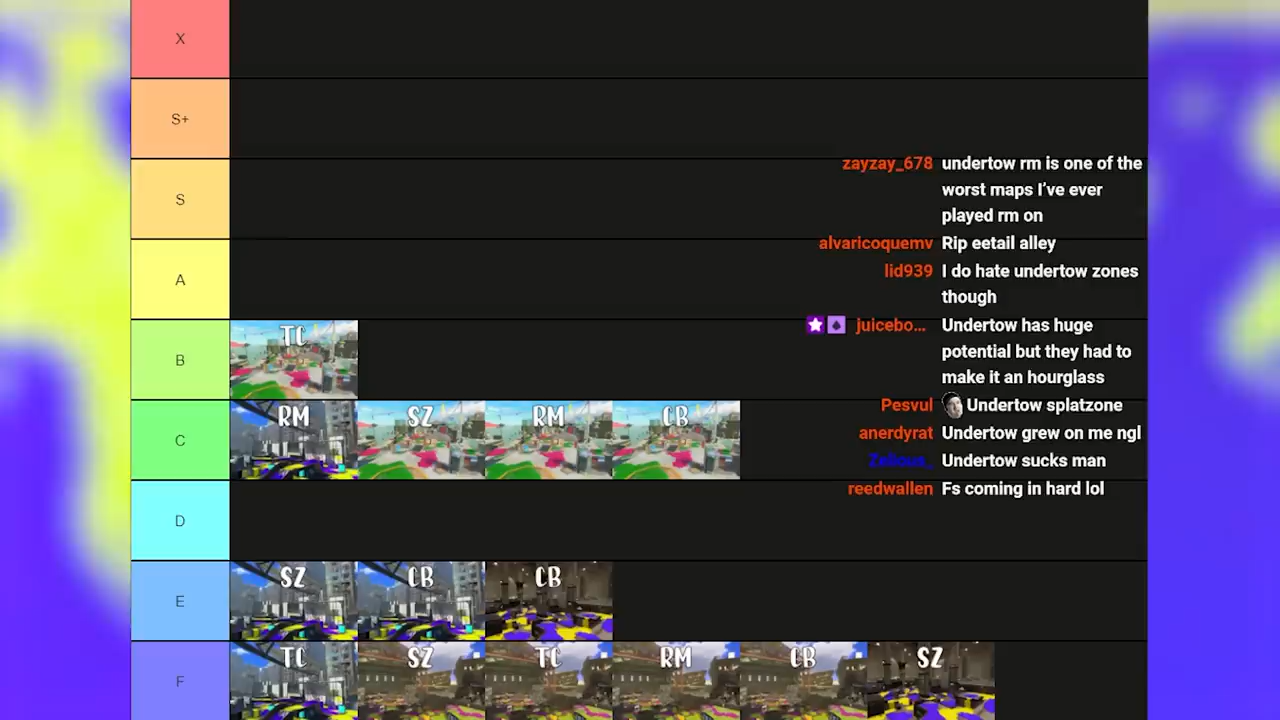 X
S+
S
A
B
TC
C
RM
SZ
RM
CB
D
E
SZ
CB
CB
F
TC
SZ
TC
RM
CB
SZ
zayzay_678 undertow rm is one of the
worst maps I've ever
played rm on
alvaricoquemv Rip eetail alley
lid939 I do hate undertow zones
though
juicebo... Undertow has huge
potential but they had to
make it an hourglass
Pesvul Undertow splatzone
anerdyrat Undertow grew on me ngl
Zelious_ Undertow sucks man
reedwallen Fs coming in hard lol